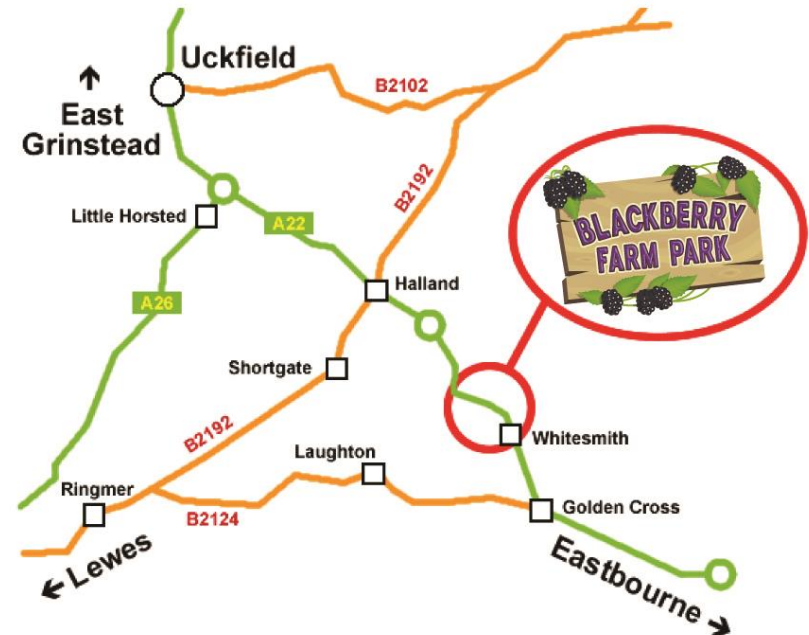 Uckfield
B2102
↑
East
Grinstead
B2192
Little Horsted
A22
BLACKBERRY
FARM PARK
Halland
A26
Shortgate
B2192
Laughton
Whitesmith
Ringmer
B2124
Golden Cross
← Lewes
Eastbourne →